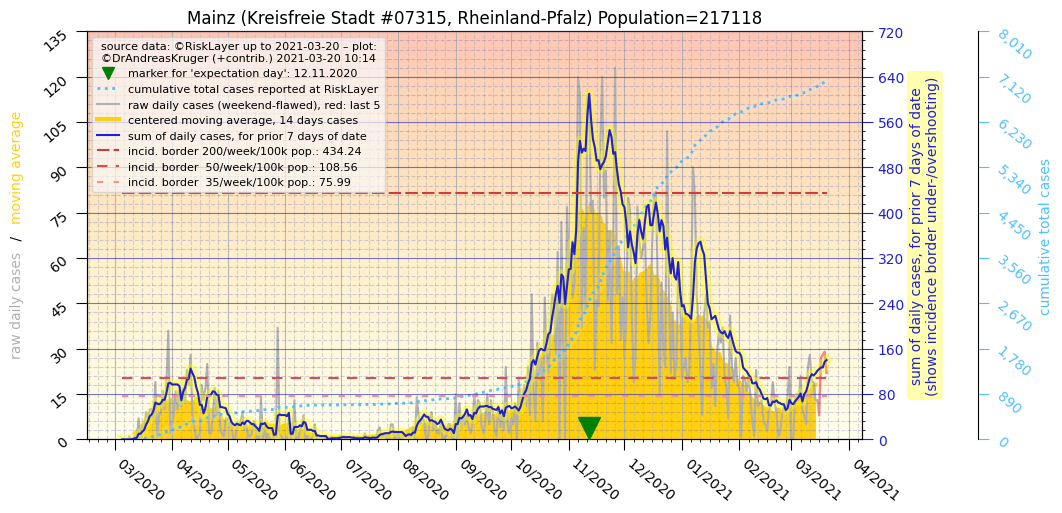 Mainz (Kreisfreie Stadt #07315, Rheinland-Pfalz) Population=217118
source data: ©RiskLayer up to 2021-03-20 – plot:
©DrAndreasKruger (+contrib.) 2021-03-20 10:14
marker for 'expectation day': 12.11.2020
cumulative total cases reported at RiskLayer
raw daily cases (weekend-flawed), red: last 5
centered moving average, 14 days cases
sum of daily cases, for prior 7 days of date
incid. border 200/week/100k pop.: 434.24
incid. border  50/week/100k pop.: 108.56
incid. border  35/week/100k pop.: 75.99
raw daily cases  /  moving average
135
120
105
90
75
60
45
30
15
0
03/2020
04/2020
05/2020
06/2020
07/2020
08/2020
09/2020
10/2020
11/2020
12/2020
01/2021
02/2021
03/2021
04/2021
720
640
560
480
400
320
240
160
80
0
sum of daily cases, for prior 7 days of date
(shows incidence border under-/overshooting)
8,010
7,120
6,230
5,340
4,450
3,560
2,670
1,780
890
0
cumulative total cases